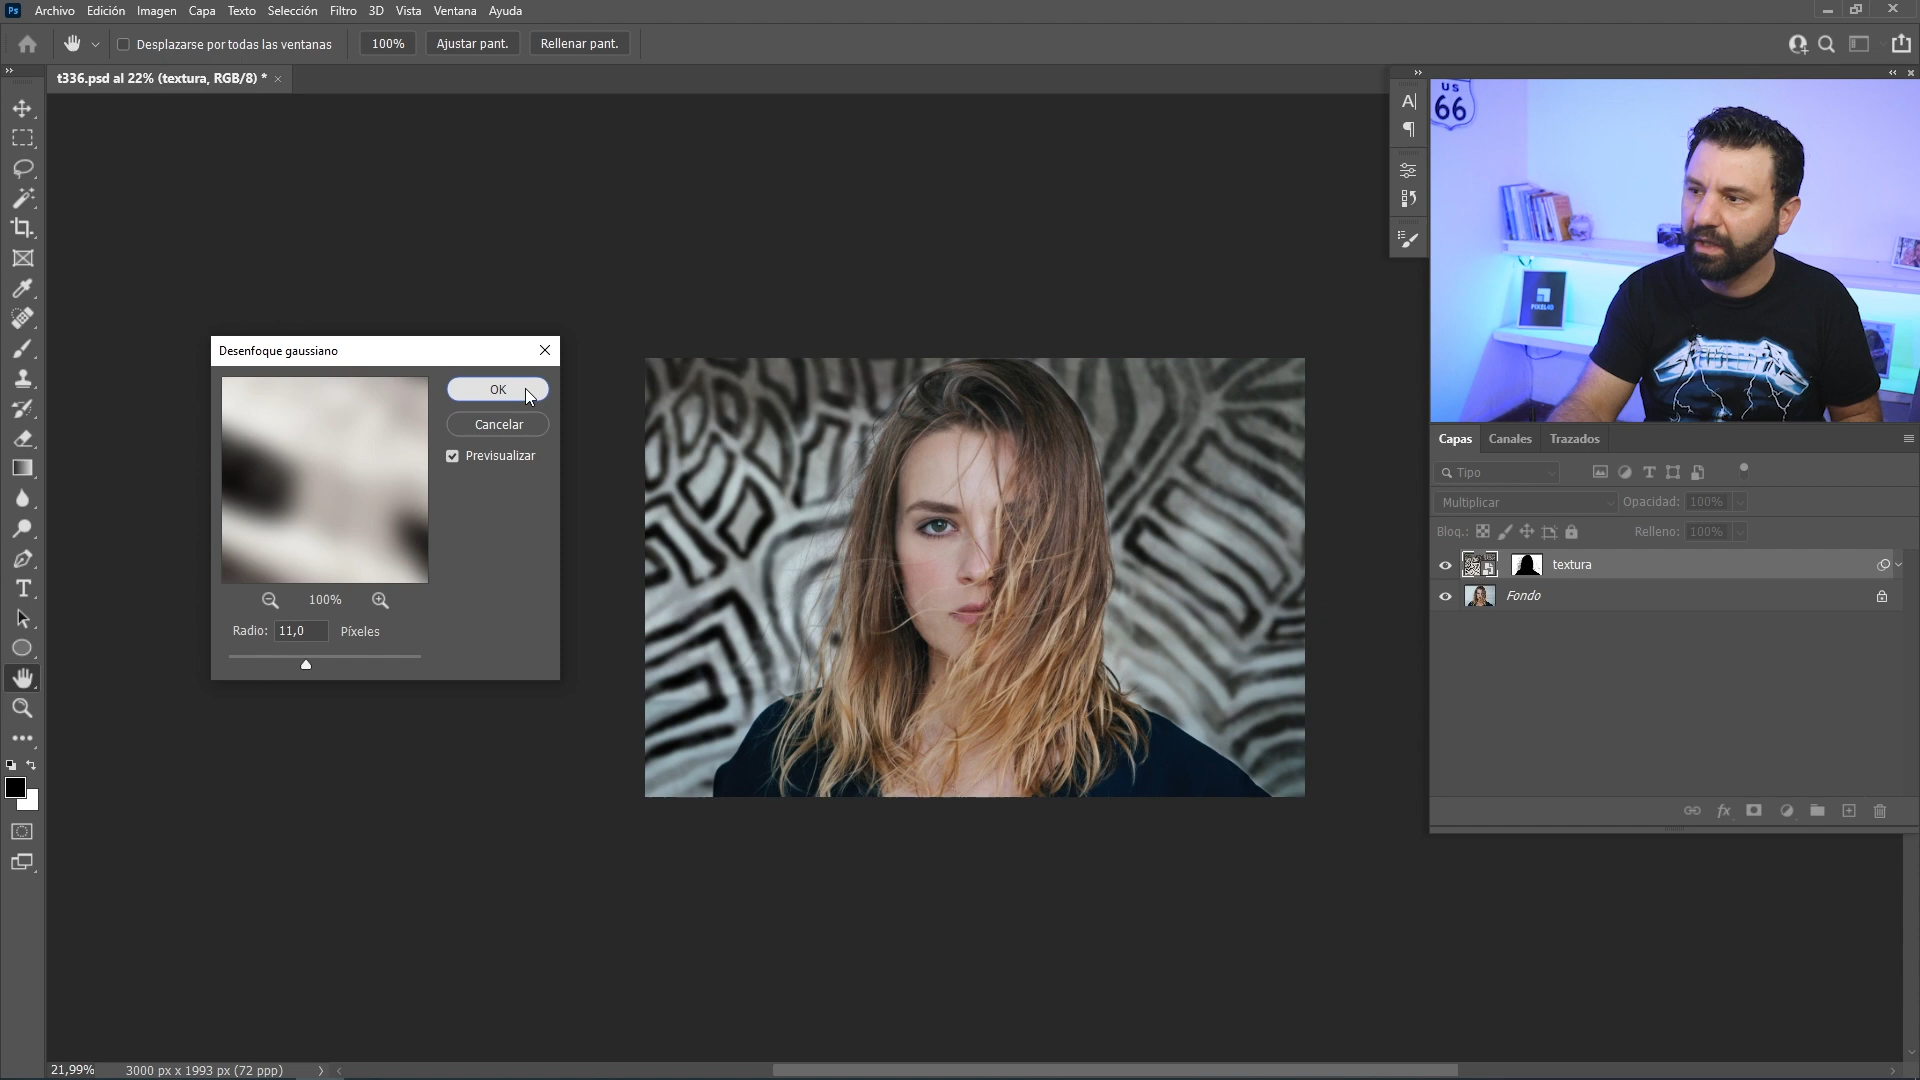 Ps Archivo Edición Imagen Capa Texto Selección Filtro 3D Vista Ventana Ayuda
Desplazarse por todas las ventanas 100% Ajustar pant. Rellenar pant.
t336.psd al 22% (textura, RGB/8) * ×
US
66
PIXEL
Desenfoque gaussiano
OK
Cancelar
Previsualizar
100%
Radio: 11,0 Píxeles
Capas Canales Trazados
Tipo
Multiplicar Opacidad: 100%
Bloq.: Relleno: 100%
textura
Fondo
21,99% 3000 px x 1993 px (72 ppp)